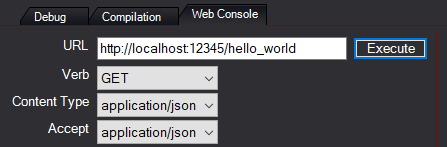 Debug Compilation Web Console
URL http://localhost:12345/hello_world Execute
Verb GET
Content Type application/json
Accept application/json